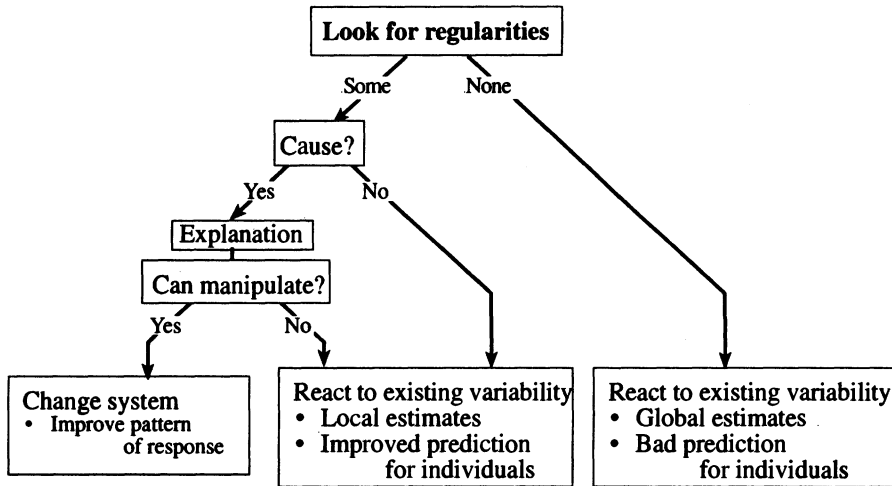 Look for regularities
Some
None
Cause?
Yes
No
Explanation
Can manipulate?
Yes
No
Change system
• Improve pattern
of response
React to existing variability
• Local estimates
• Improved prediction
for individuals
React to existing variability
• Global estimates
• Bad prediction
for individuals